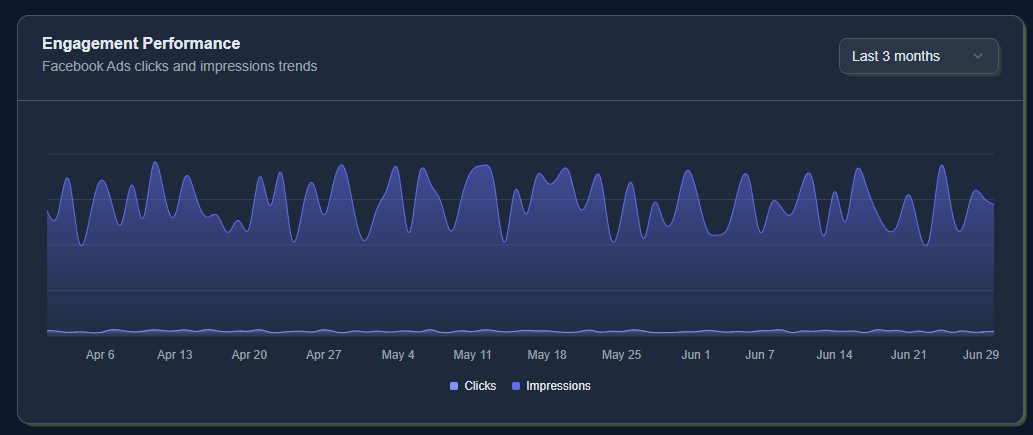 Engagement Performance
Facebook Ads clicks and impressions trends
Last 3 months
Apr 6 Apr 13 Apr 20 Apr 27 May 4 May 11 May 18 May 25 Jun 1 Jun 7 Jun 14 Jun 21 Jun 29
Clicks Impressions